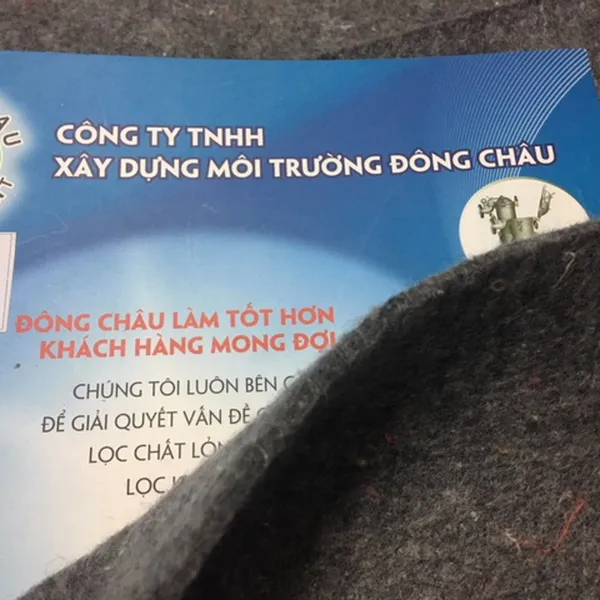 CÔNG TY TNHH
XÂY DỰNG MÔI TRƯỜNG ĐÔNG CHÂU
ĐÔNG CHÂU LÀM TỐT HƠN
KHÁCH HÀNG MONG ĐỢI
CHÚNG TÔI LUÔN BÊN
ĐỂ GIẢI QUYẾT VẤN ĐỀ
LỌC CHẤT LỎNG
LỌC